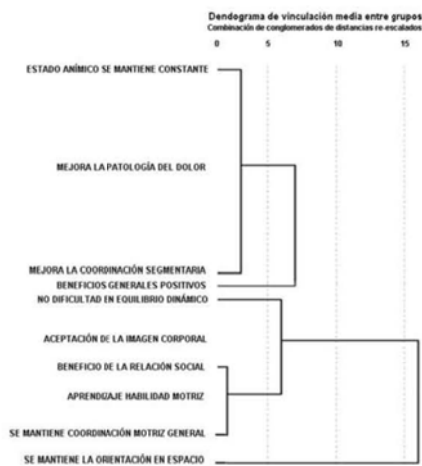 Dendograma de vinculación media entre grupos
Combinación de conglomerados de distancias re-escalados
0 5 10 15
ESTADO ANÍMICO SE MANTIENE CONSTANTE
MEJORA LA PATOLOGÍA DEL DOLOR
MEJORA LA COORDINACIÓN SEGMENTARIA
BENEFICIOS GENERALES POSITIVOS
NO DIFICULTAD EN EQUILIBRIO DINÁMICO
ACEPTACIÓN DE LA IMAGEN CORPORAL
BENEFICIO DE LA RELACIÓN SOCIAL
APRENDIZAJE HABILIDAD MOTRIZ
SE MANTIENE COORDINACIÓN MOTRIZ GENERAL
SE MANTIENE LA ORIENTACIÓN EN ESPACIO